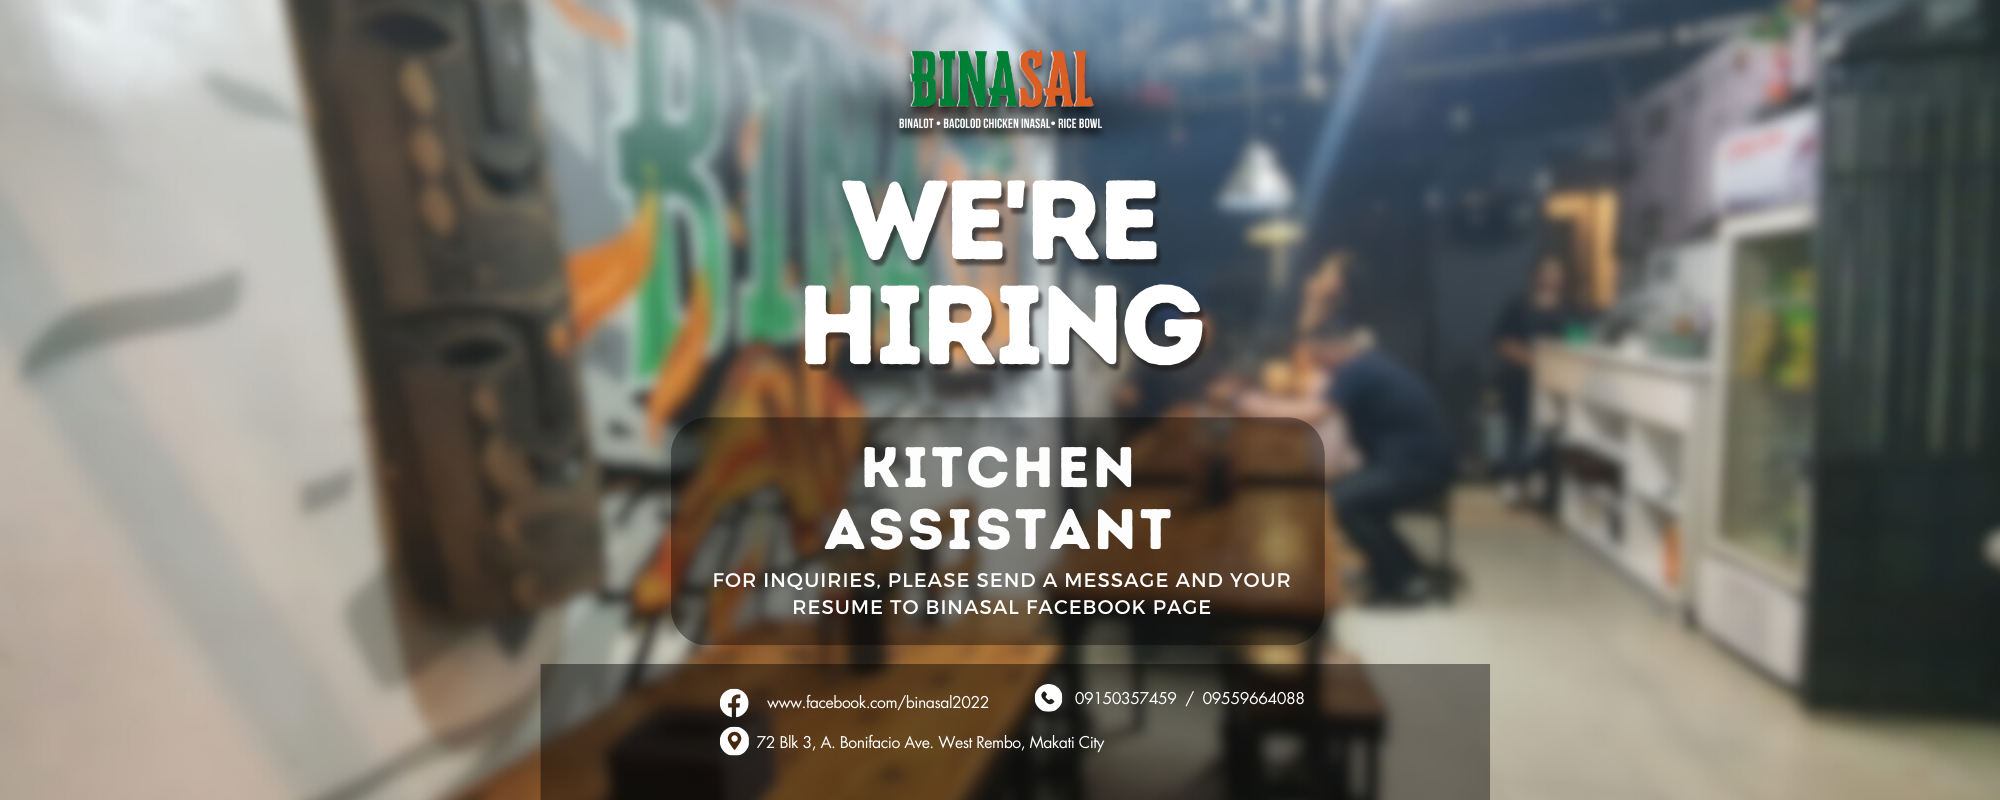 BINASAL
BINALOT • BACOLOD CHICKEN INASAL• RICE BOWL
WE'RE
HIRING
KITCHEN
ASSISTANT
FOR INQUIRIES, PLEASE SEND A MESSAGE AND YOUR
RESUME TO BINASAL FACEBOOK PAGE
www.facebook.com/binasal2022
09150357459 / 09559664088
72 Blk 3, A. Bonifacio Ave. West Rembo, Makati City